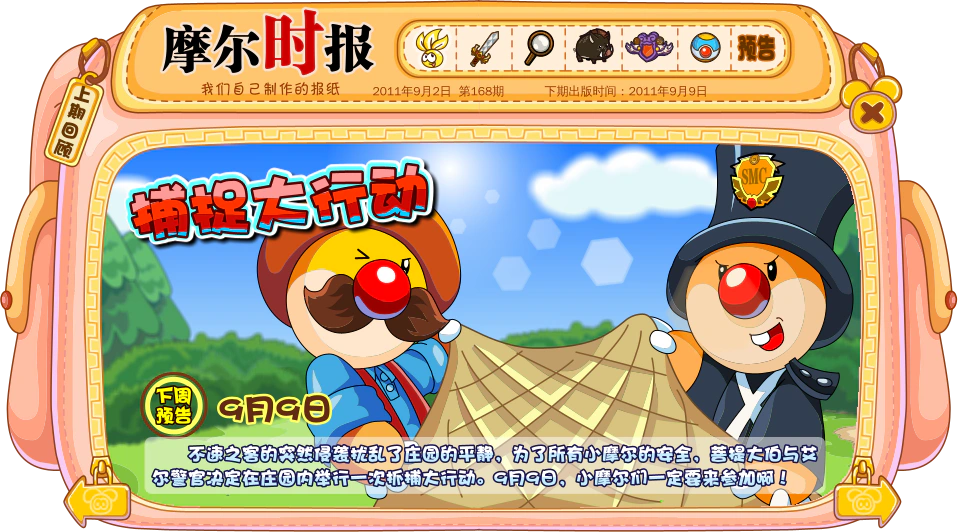 摩尔时报
预告
我们自己制作的报纸 2011年9月2日 第168期 下期出版时间：2011年9月9日
上期回顾
捕捉大行动
SMC
下周预告 9月9日
不速之客的突然侵袭扰乱了庄园的平静，为了所有小摩尔的安全，菩提大伯与艾
尔警官决定在庄园内举行一次抓捕大行动。9月9日，小摩尔们一定要来参加啊！